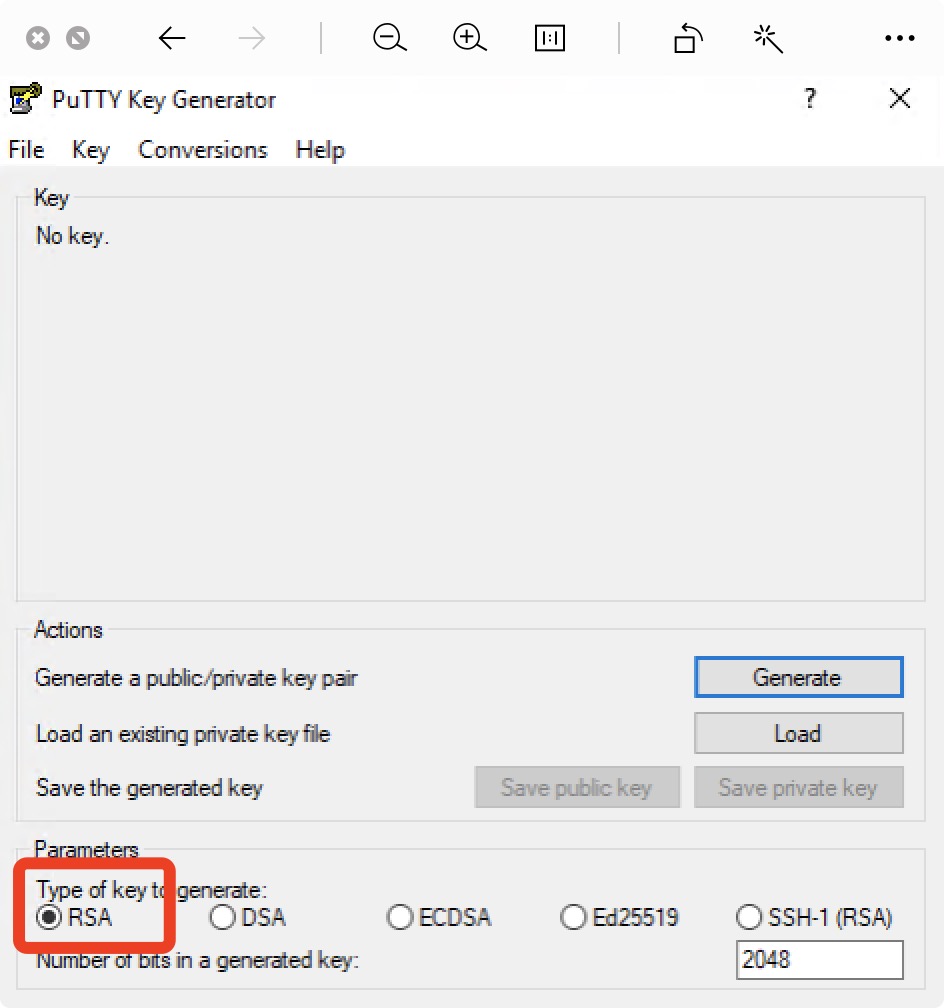 1:1
PuTTY Key Generator ?
File Key Conversions Help
Key
No key.
Actions
Generate a public/private key pair Generate
Load an existing private key file Load
Save the generated key Save public key Save private key
Parameters
Type of key to generate:
RSA DSA ECDSA Ed25519 SSH-1 (RSA)
Number of bits in a generated key: 2048